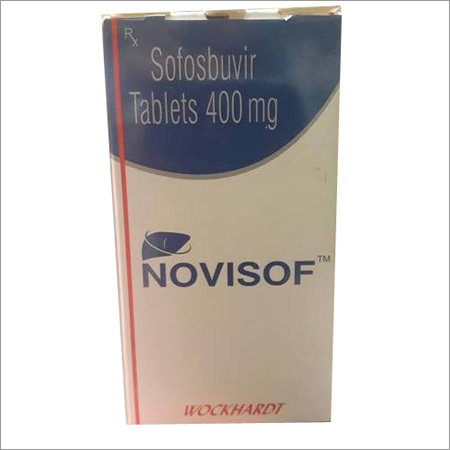 Rx
Sofosbuvir
Tablets 400 mg
NOVISOF™
WOCKHARDT